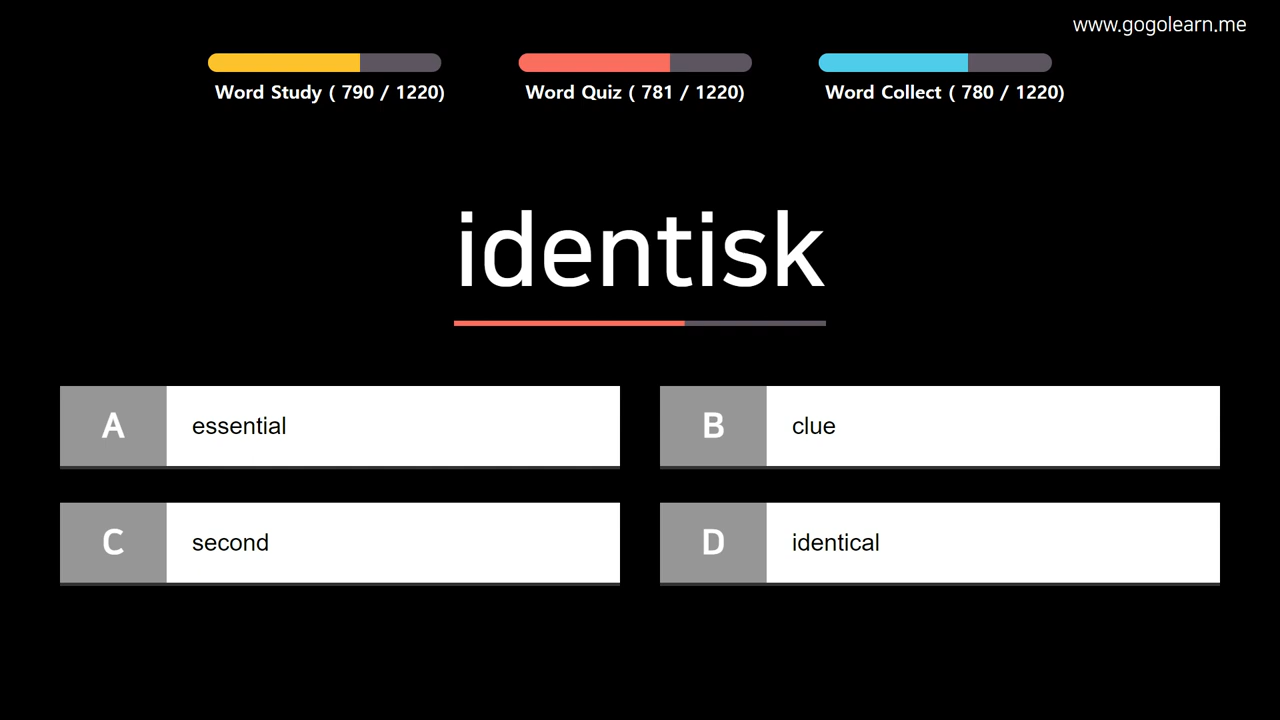 www.gogolearn.me
Word Study ( 790 / 1220)
Word Quiz ( 781 / 1220)
Word Collect ( 780 / 1220)
identisk
A
essential
B
clue
C
second
D
identical